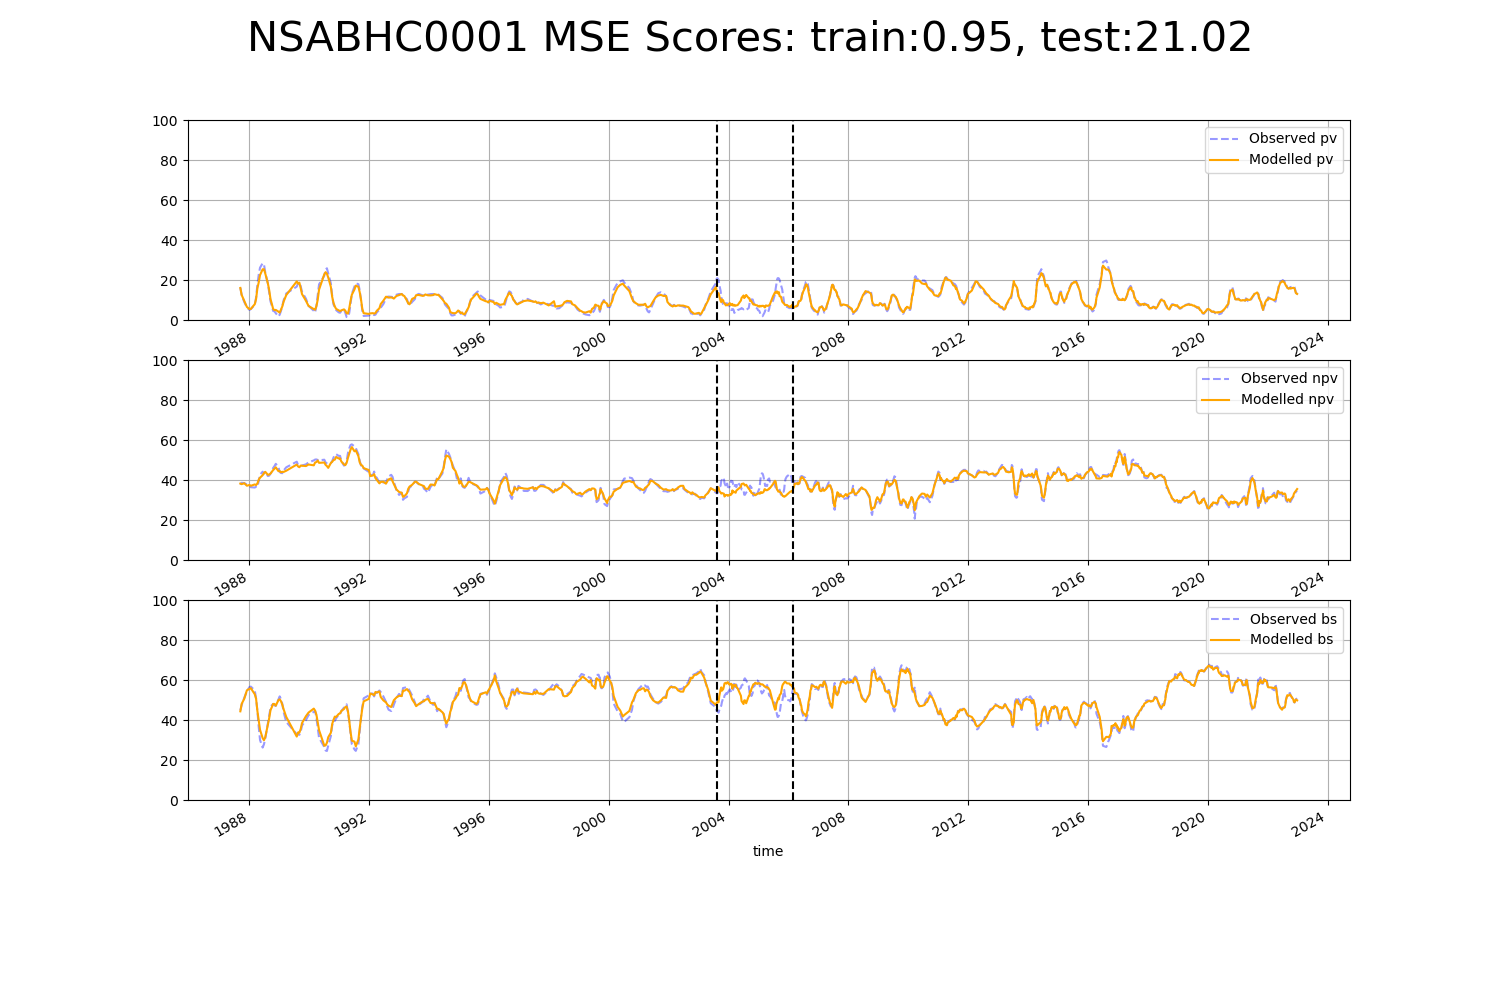 NSABHC0001 MSE Scores: train:0.95, test:21.02
100
80
60
40
20
0
Observed pv
Modelled pv
1988 1992 1996 2000 2004 2008 2012 2016 2020 2024
100
80
60
40
20
0
Observed npv
Modelled npv
1988 1992 1996 2000 2004 2008 2012 2016 2020 2024
100
80
60
40
20
0
Observed bs
Modelled bs
1988 1992 1996 2000 2004 2008 2012 2016 2020 2024
time